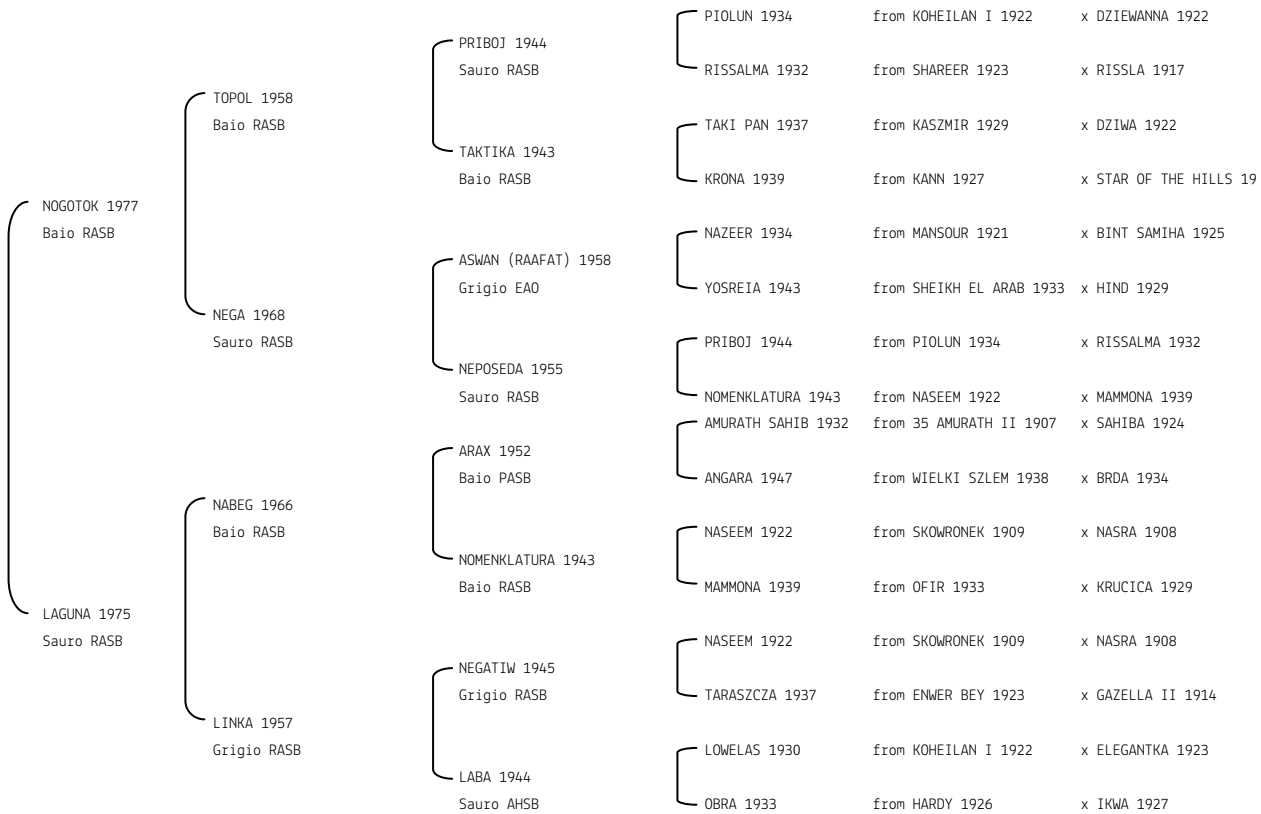 PIOLUN 1934 from KOHEILAN I 1922 x DZIEWANNA 1922
PRIBOJ 1944
Sauro RASB RISSALMA 1932 from SHAREER 1923 x RISSLA 1917
TOPOL 1958
Baio RASB TAKI PAN 1937 from KASZMIR 1929 x DZIWA 1922
TAKTIKA 1943
Baio RASB KRONA 1939 from KANN 1927 x STAR OF THE HILLS 19
NOGOTOK 1977
Baio RASB NAZEER 1934 from MANSOUR 1921 x BINT SAMIHA 1925
ASWAN (RAAFAT) 1958
Grigio EAO YOSREIA 1943 from SHEIKH EL ARAB 1933 x HIND 1929
NEGA 1968
Sauro RASB PRIBOJ 1944 from PIOLUN 1934 x RISSALMA 1932
NEPOSEDA 1955
Sauro RASB NOMENKLATURA 1943 from NASEEM 1922 x MAMMONA 1939
AMURATH SAHIB 1932 from 35 AMURATH II 1907 x SAHIBA 1924
ARAX 1952
Baio PASB ANGARA 1947 from WIELKI SZLEM 1938 x BRDA 1934
NABEG 1966
Baio RASB NASEEM 1922 from SKOWRONEK 1909 x NASRA 1908
NOMENKLATURA 1943
Baio RASB MAMMONA 1939 from OFIR 1933 x KRUCICA 1929
LAGUNA 1975
Sauro RASB NASEEM 1922 from SKOWRONEK 1909 x NASRA 1908
NEGATIW 1945
Grigio RASB TARASZCZA 1937 from ENWER BEY 1923 x GAZELLA II 1914
LINKA 1957
Grigio RASB LOWELAS 1930 from KOHEILAN I 1922 x ELEGANTKA 1923
LABA 1944
Sauro AHSB OBRA 1933 from HARDY 1926 x IKWA 1927